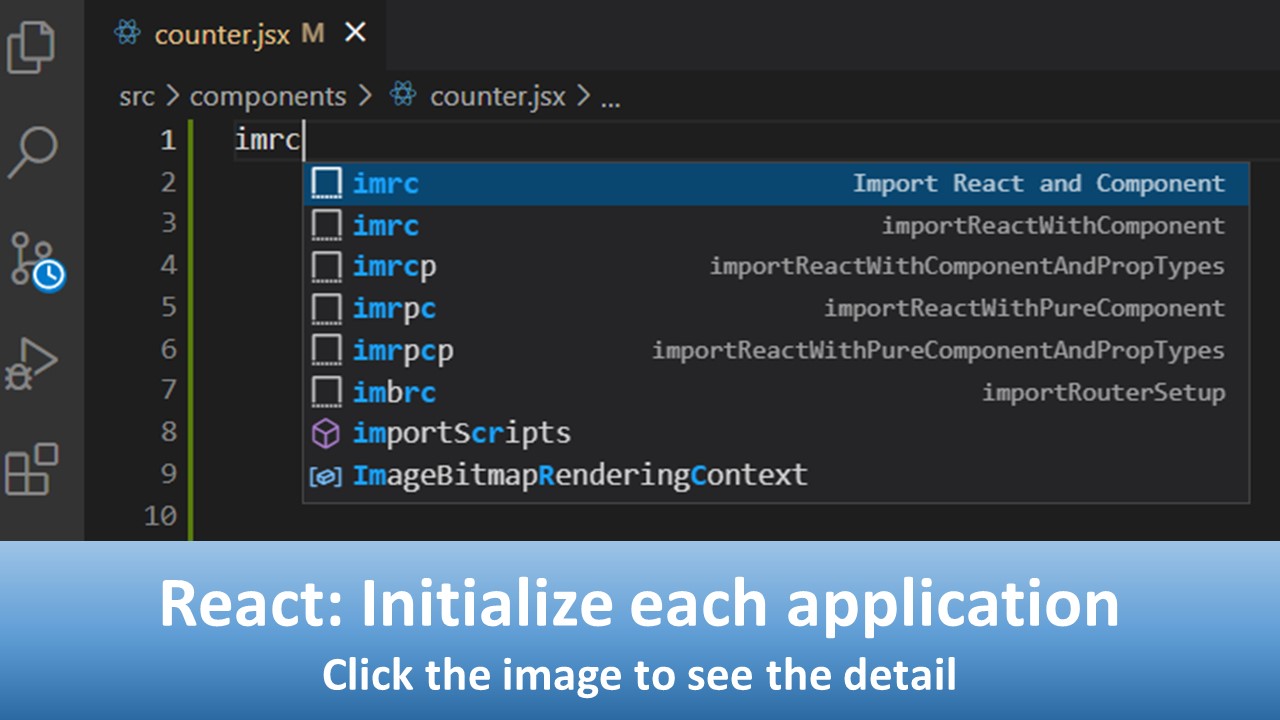 counter.jsx M ×
src > components > counter.jsx > ...
1 imrc
2 imrc Import React and Component
3 imrc importReactWithComponent
4 imrcp importReactWithComponentAndPropTypes
5 imrpc importReactWithPureComponent
6 imrpcp importReactWithPureComponentAndPropTypes
7 imbrc importRouterSetup
8 importScripts
9 ImageBitmapRenderingContext
10
React: Initialize each application
Click the image to see the detail